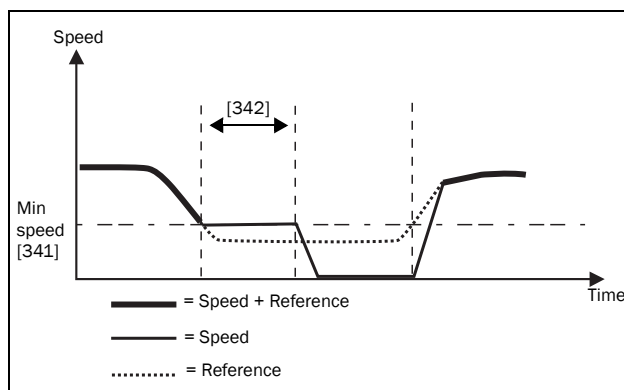 Speed
[342]
Min
speed
[341]
Time
= Speed + Reference
= Speed
= Reference